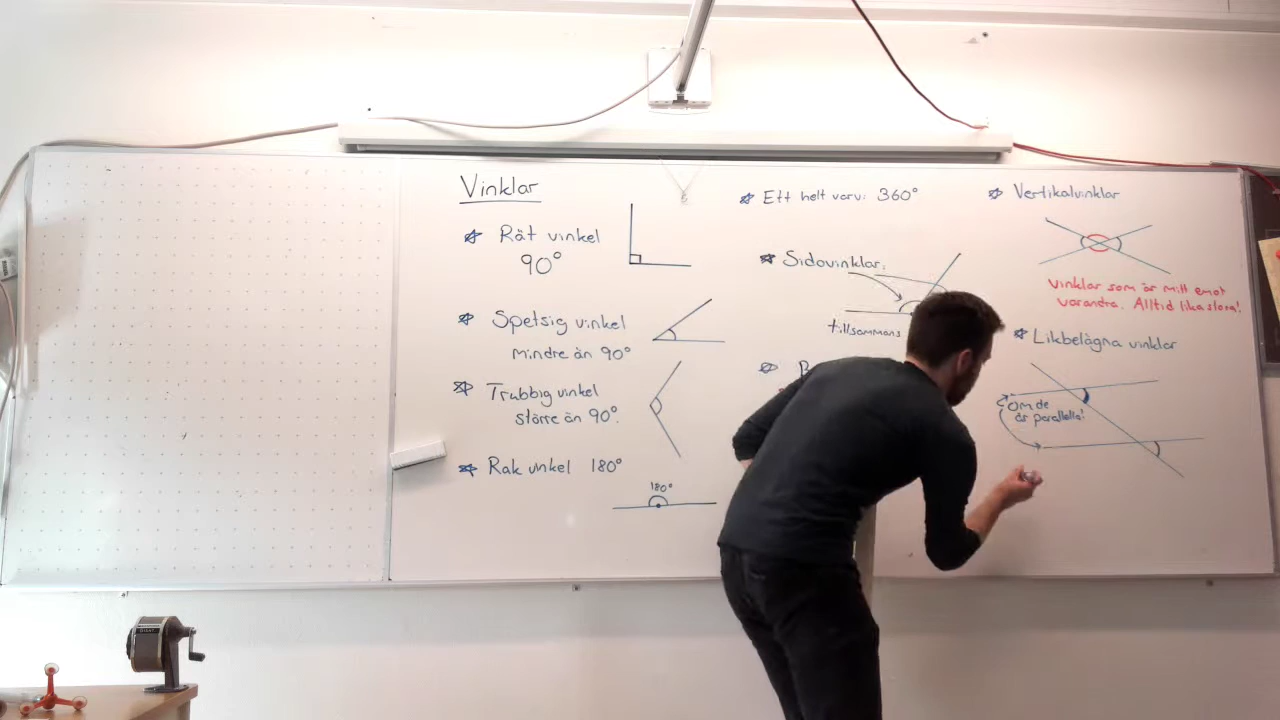 Vinklar
Rät vinkel
90°
Spetsig vinkel
mindre än 90°
Trubbig vinkel
större än 90°.
Rak vinkel 180°
180°
Ett helt varv: 360°
Sidovinklar:
tillsammans
Vertikalvinklar
Vinklar som är mitt emot
varandra. Alltid lika stora!
Likbelägna vinklar
Om de
är parallella!